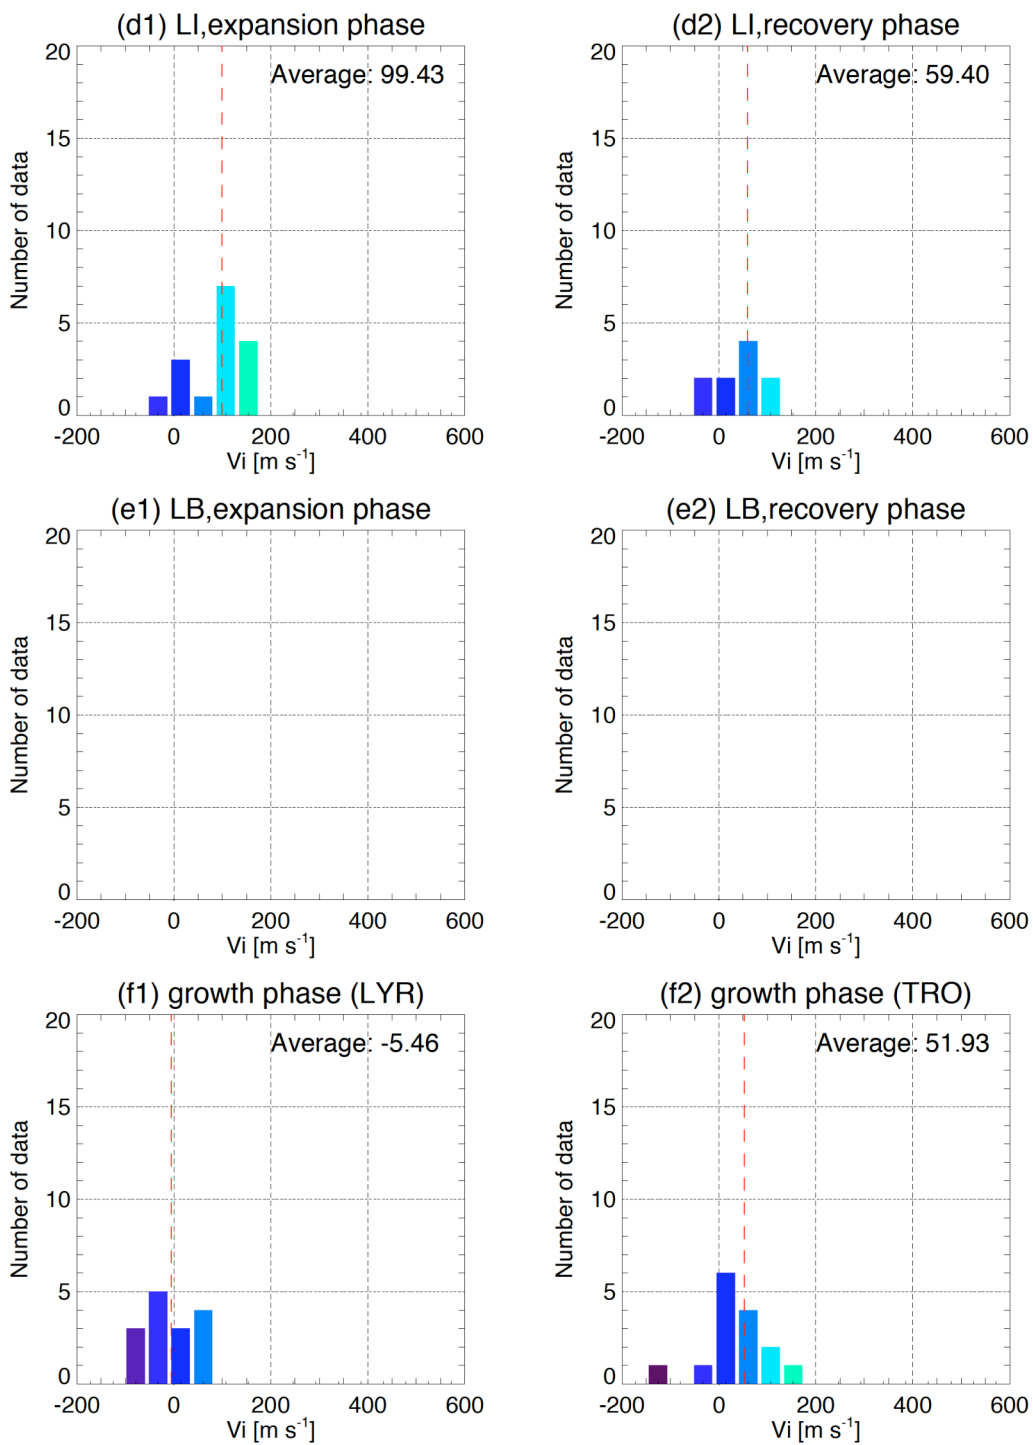 (d1) LI,expansion phase
20
15
10
5
0
Number of data
Average: 99.43
-200 0 200 400 600
Vi [m s-1]
(d2) LI,recovery phase
20
15
10
5
0
Number of data
Average: 59.40
-200 0 200 400 600
Vi [m s-1]
(e1) LB,expansion phase
20
15
10
5
0
Number of data
-200 0 200 400 600
Vi [m s-1]
(e2) LB,recovery phase
20
15
10
5
0
Number of data
-200 0 200 400 600
Vi [m s-1]
(f1) growth phase (LYR)
20
15
10
5
0
Number of data
Average: -5.46
-200 0 200 400 600
Vi [m s-1]
(f2) growth phase (TRO)
20
15
10
5
0
Number of data
Average: 51.93
-200 0 200 400 600
Vi [m s-1]